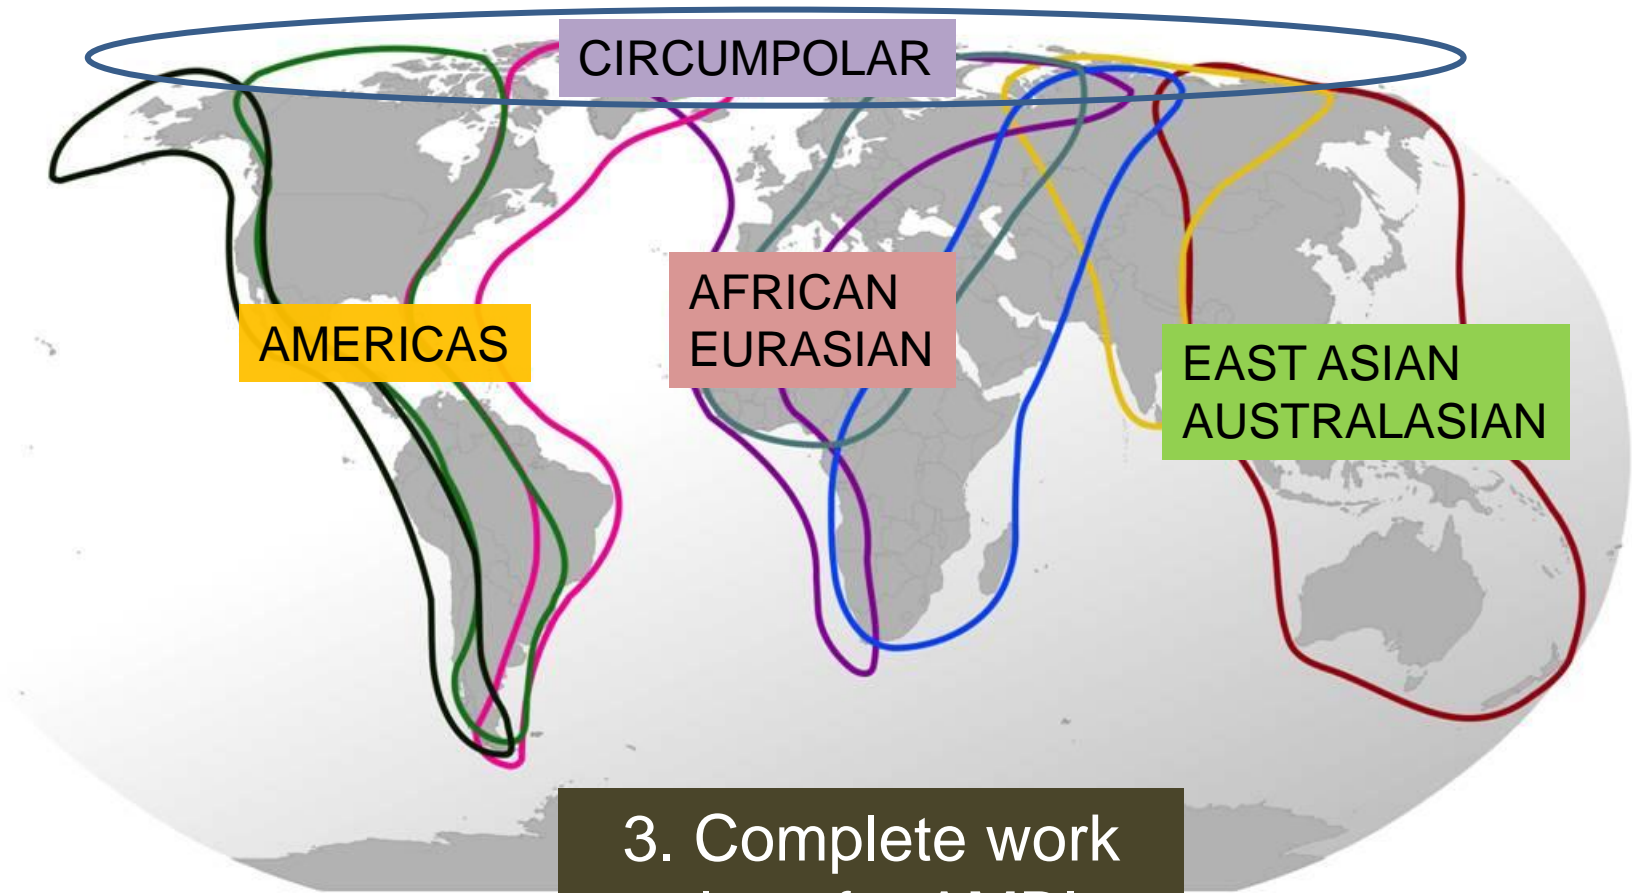 CIRCUMPOLAR
AMERICAS
AFRICAN
EURASIAN
EAST ASIAN
AUSTRALASIAN
3. Complete work